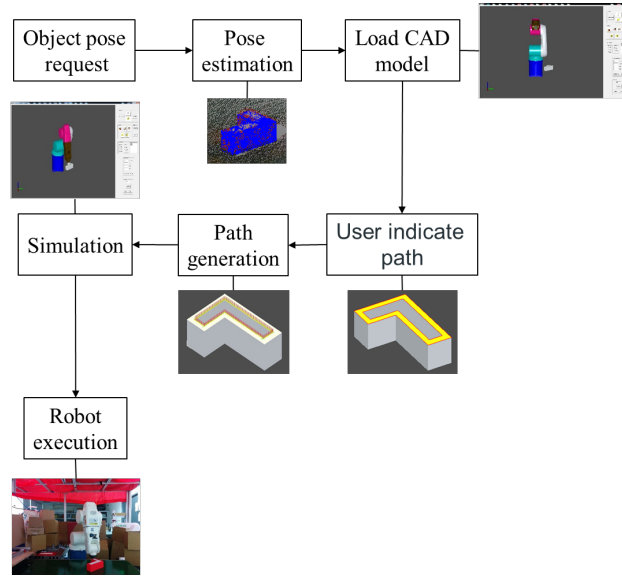 Object pose
request
Pose
estimation
Load CAD
model
Simulation
Path
generation
User indicate
path
Robot
execution